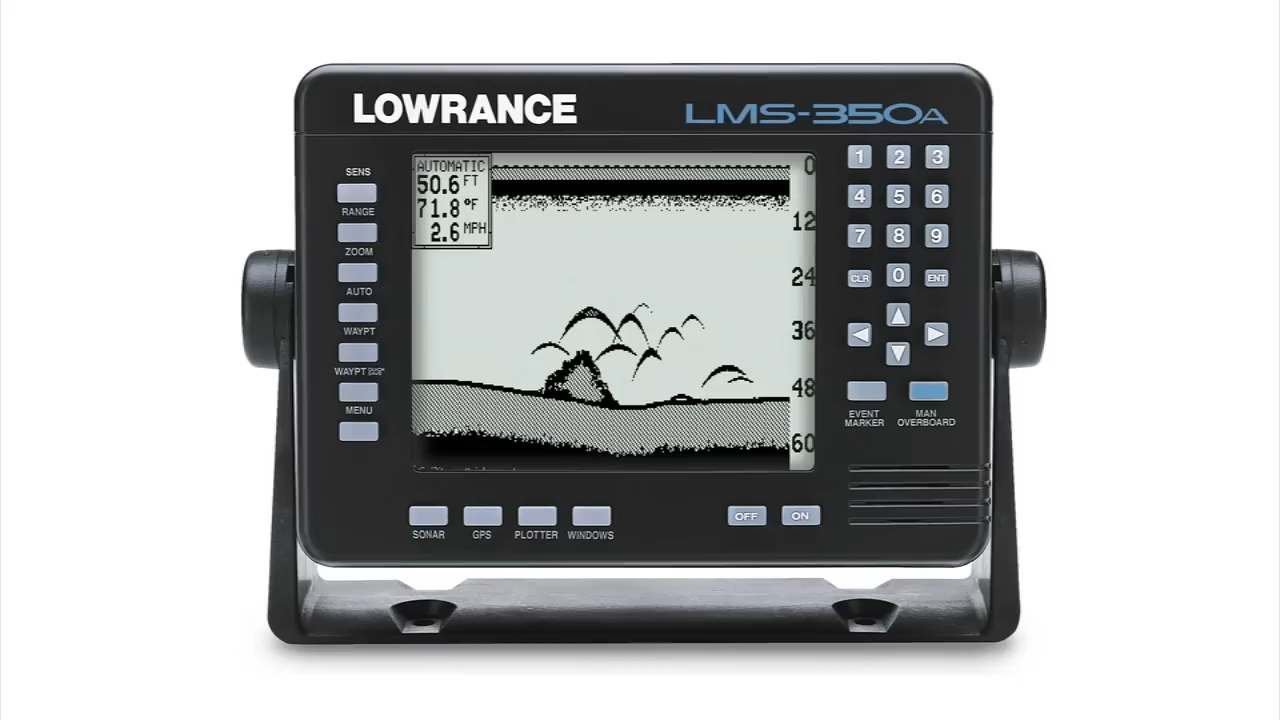 LOWRANCE
LMS-350A
SENS
RANGE
ZOOM
AUTO
WAYPT
WAYPT
MENU
AUTOMATIC
50.6 FT
71.8 °F
2.6 MPH
0
12
24
36
48
60
1 2 3
4 5 6
7 8 9
CLR 0 ENT
EVENT
MARKER
MAN
OVERBOARD
SONAR
GPS
PLOTTER
WINDOWS
OFF
ON